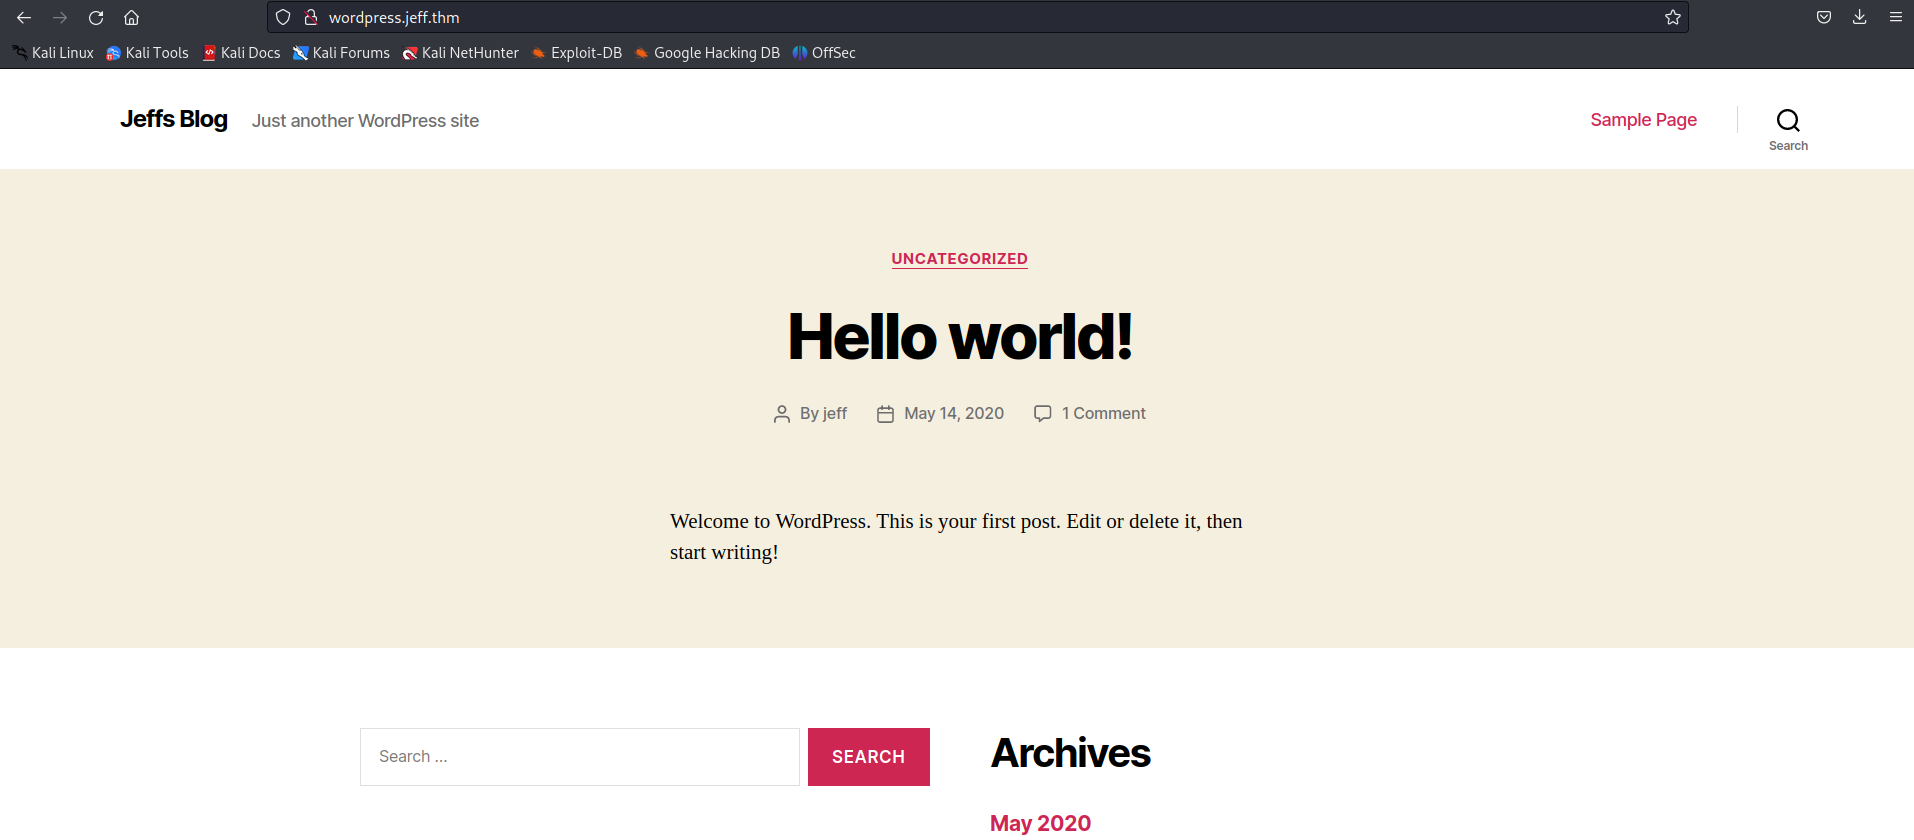 wordpress.jeff.thm
Kali Linux Kali Tools Kali Docs Kali Forums Kali NetHunter Exploit-DB Google Hacking DB OffSec
Jeffs Blog Just another WordPress site Sample Page
Search
UNCATEGORIZED
Hello world!
By jeff May 14, 2020 1 Comment
Welcome to WordPress. This is your first post. Edit or delete it, then
start writing!
Search … SEARCH Archives
May 2020